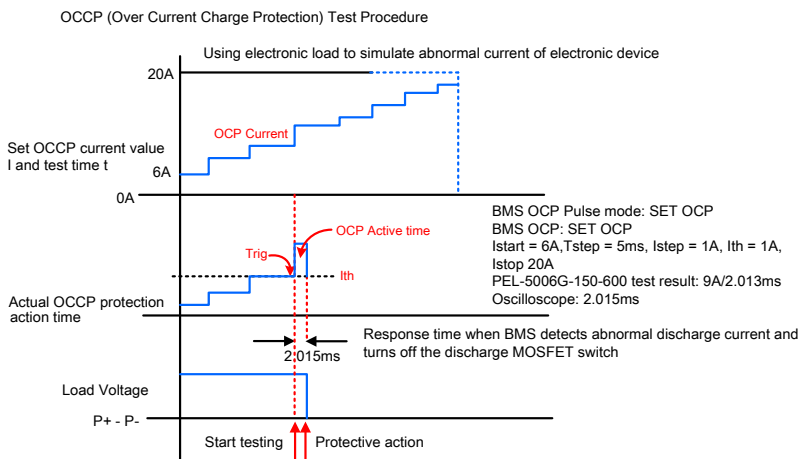 OCCP (Over Current Charge Protection) Test Procedure
Using electronic load to simulate abnormal current of electronic device
20A
OCP Current
Set OCCP current value
I and test time t
6A
0A
BMS OCP Pulse mode: SET OCP
BMS OCP: SET OCP
Istart = 6A,Tstep = 5ms, Istep = 1A, Ith = 1A,
Istop 20A
PEL-5006G-150-600 test result: 9A/2.013ms
Oscilloscope: 2.015ms
OCP Active time
Trig
Ith
Actual OCCP protection
action time
Response time when BMS detects abnormal discharge current and
turns off the discharge MOSFET switch
2.015ms
Load Voltage
P+ - P-
Start testing
Protective action